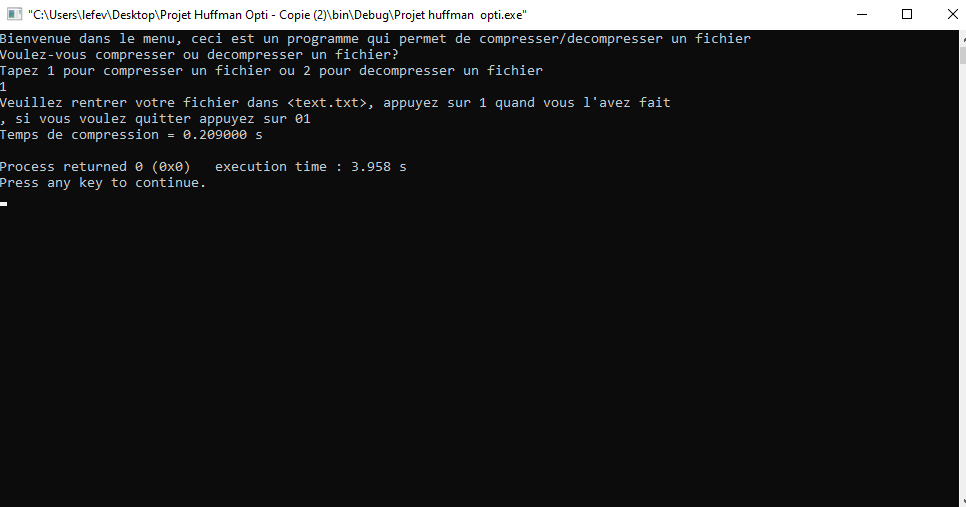 "C:\Users\lefev\Desktop\Projet Huffman Opti - Copie (2)\bin\Debug\Projet huffman  opti.exe"
Bienvenue dans le menu, ceci est un programme qui permet de compresser/decompresser un fichier
Voulez-vous compresser ou decompresser un fichier?
Tapez 1 pour compresser un fichier ou 2 pour decompresser un fichier
1
Veuillez rentrer votre fichier dans <text.txt>, appuyez sur 1 quand vous l'avez fait
, si vous voulez quitter appuyez sur 01
Temps de compression = 0.209000 s
Process returned 0 (0x0)   execution time : 3.958 s
Press any key to continue.